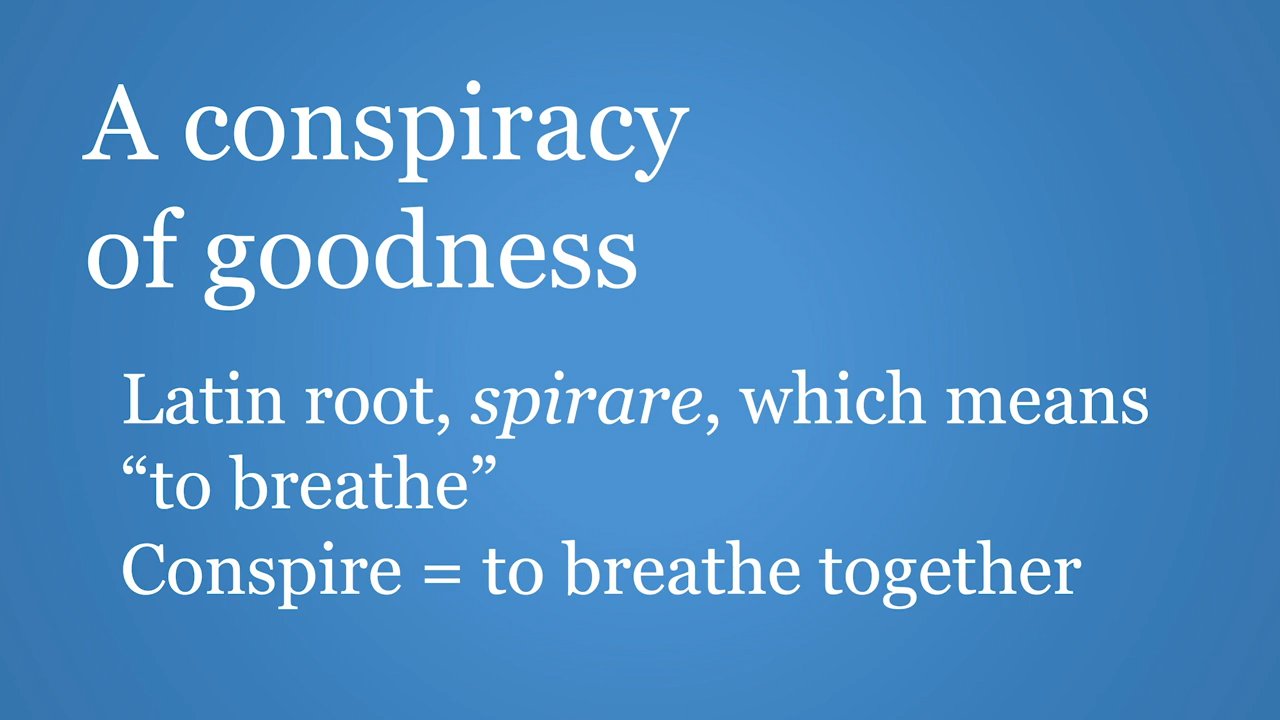 A conspiracy
of goodness
Latin root, spirare, which means
“to breathe”
Conspire = to breathe together